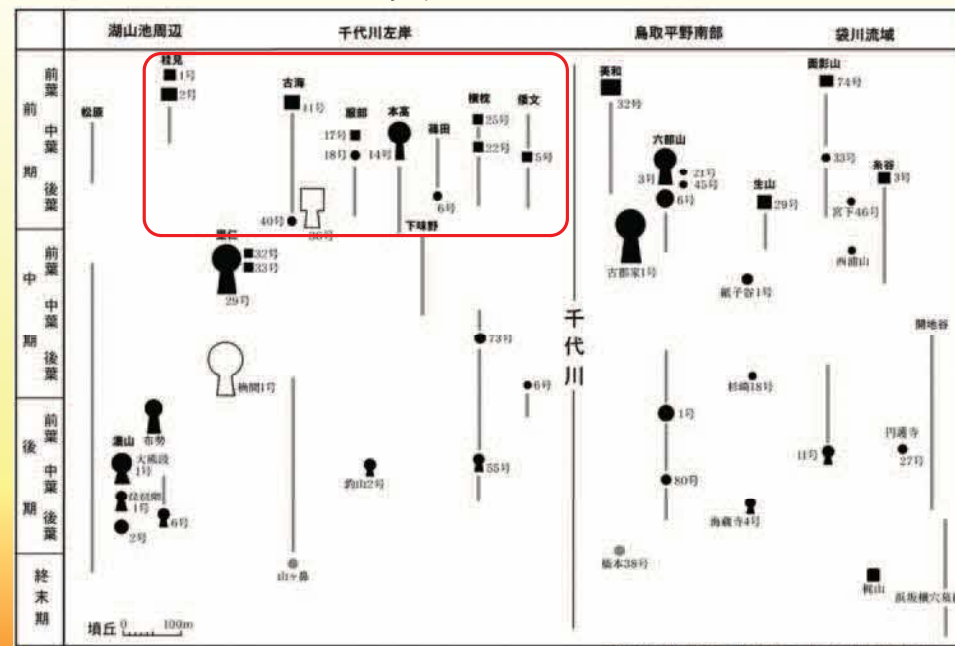 湖山池周辺 千代川左岸 鳥取平野南部 袋川流域
前期
前葉
中葉
後葉
中期
前葉
中葉
後葉
後期
前葉
中葉
後葉
終末期
松原
桂見
1号
2号
古海
11号
40号
36号
服部
17号
18号
本高
14号
篠田
6号
横枕
25号
22号
倭文
5号
下味野
里仁
32号
33号
29号
桷間1号
73号
6号
布勢
湯山
大熊段
1号
1号
2号
6号
釣山2号
55号
山ヶ鼻
千代川
美和
32号
六部山
3号
21号
45号
6号
古郡家1号
生山
29号
紙子谷1号
杉崎18号
1号
80号
海蔵寺4号
橋本38号
面影山
74号
33号
宮下46号
糸谷
3号
西浦山
開地谷
11号
円護寺
27号
梶山
浜坂横穴墓
墳丘 0 100m